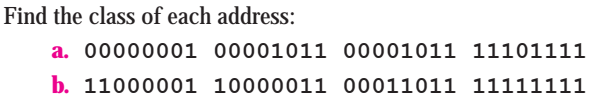 Find the class of each address:
a. 00000001 00001011 00001011 11101111
b. 11000001 10000011 00011011 11111111